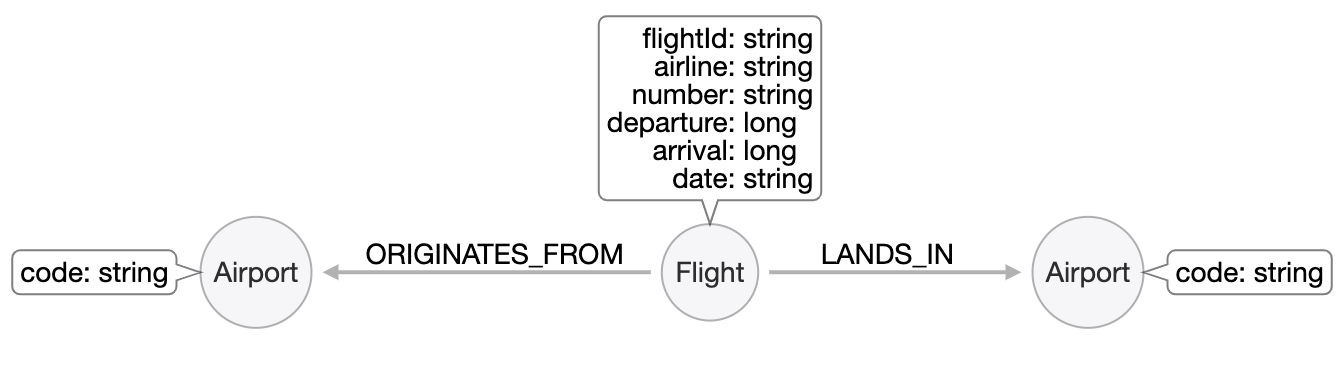 flightId: string
airline: string
number: string
departure: long
arrival: long
date: string
code: string
Airport
ORIGINATES_FROM
Flight
LANDS_IN
Airport
code: string